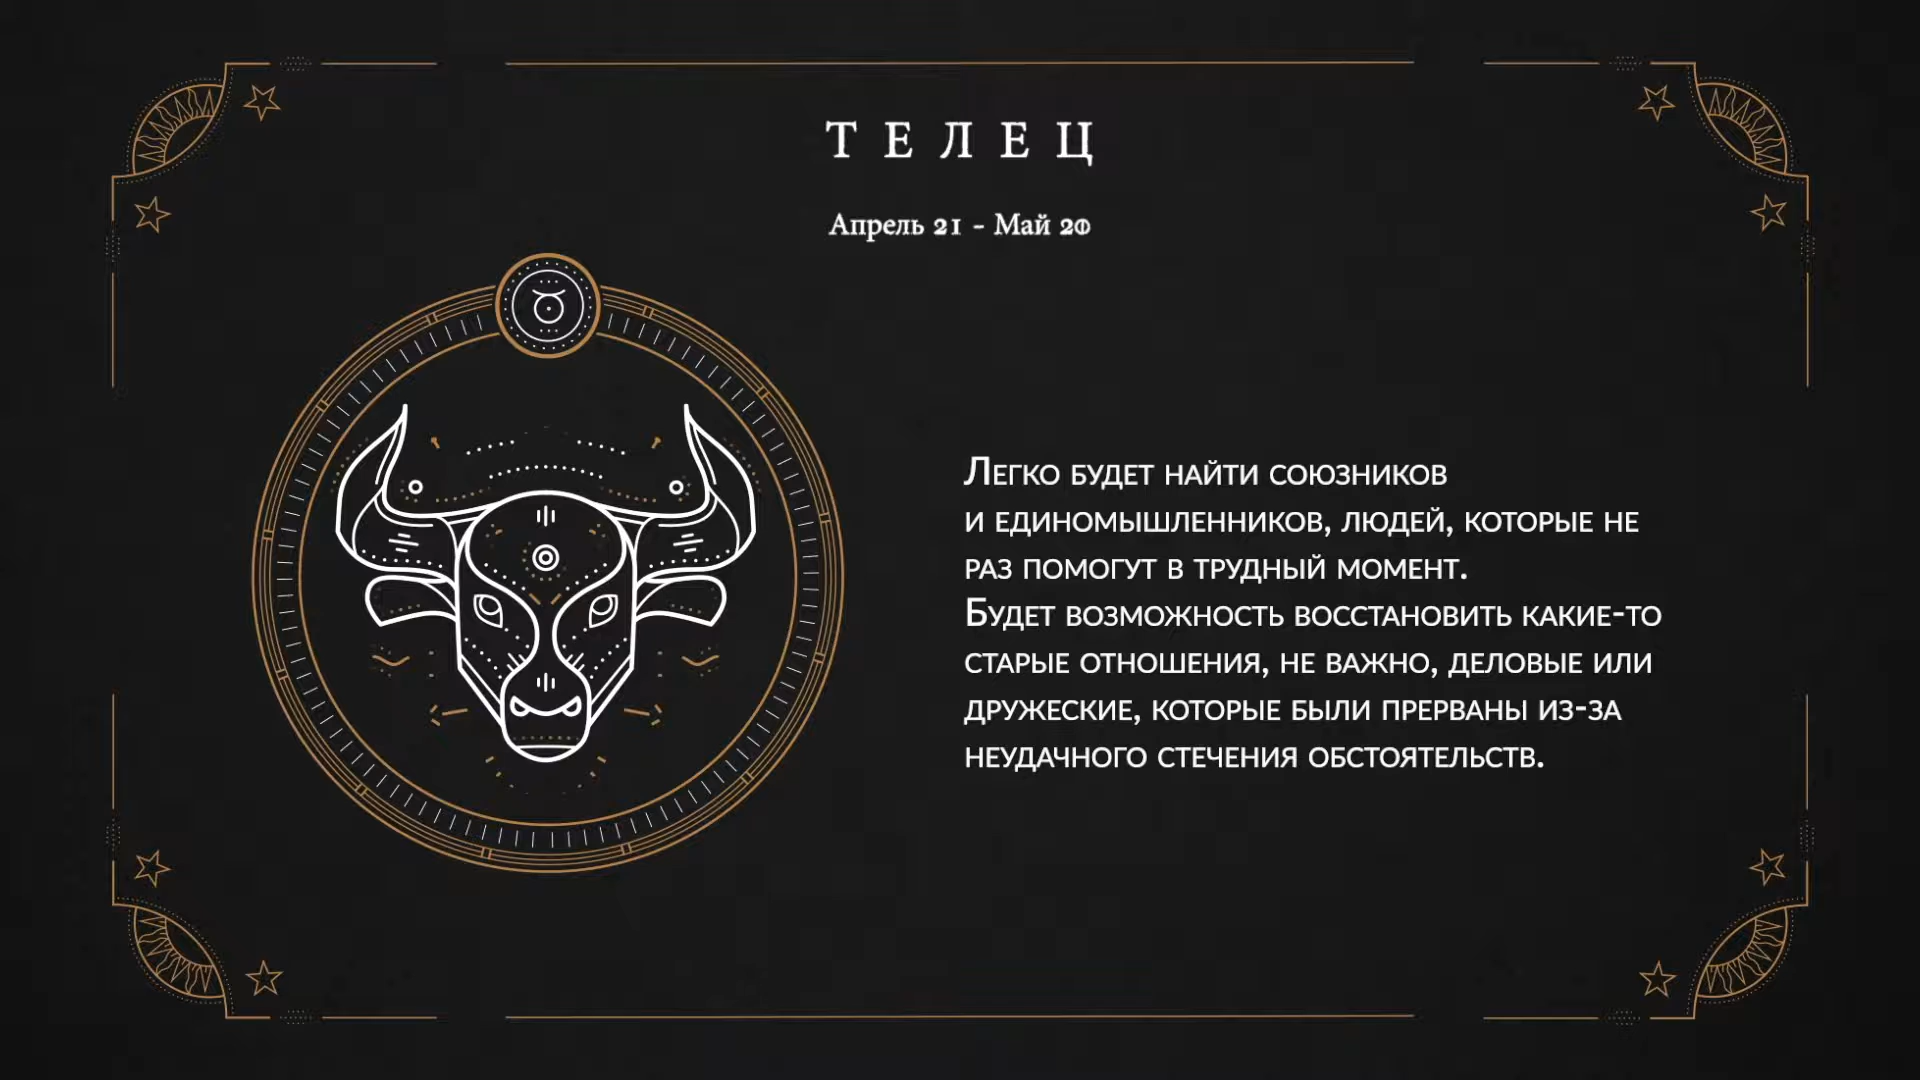 ТЕЛЕЦ
Апрель 21 - Май 20
Легко будет найти союзников
и единомышленников, людей, которые не
раз помогут в трудный момент.
Будет возможность восстановить какие-то
старые отношения, не важно, деловые или
дружеские, которые были прерваны из-за
неудачного стечения обстоятельств.